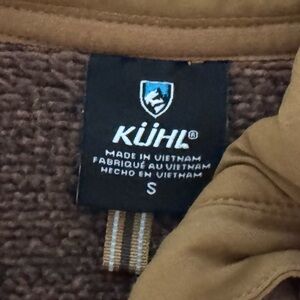 KÜHL®
MADE IN VIETNAM
FABRIQUÉ AU VIETNAM
HECHO EN VIETNAM
S